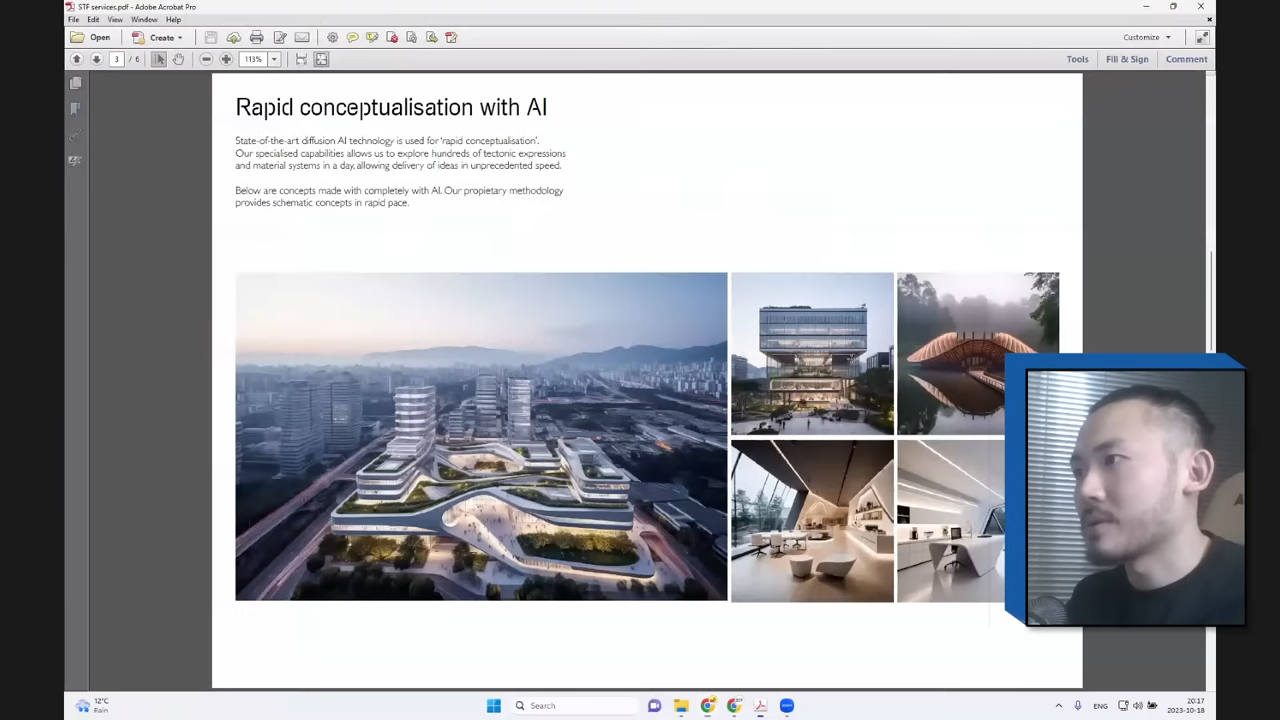 STF services.pdf - Adobe Acrobat Pro
File Edit View Window Help
Open Create Customize
3 / 6 113% Tools Fill & Sign Comment
Rapid conceptualisation with AI
State-of-the-art diffusion AI technology is used for 'rapid conceptualisation'.
Our specialised capabilities allows us to explore hundreds of tectonic expressions
and material systems in a day, allowing delivery of ideas in unprecedented speed.
Below are concepts made with completely with AI. Our propietary methodology
provides schematic concepts in rapid pace.
12°C
Rain
Search
ENG
20:17
2023-10-18